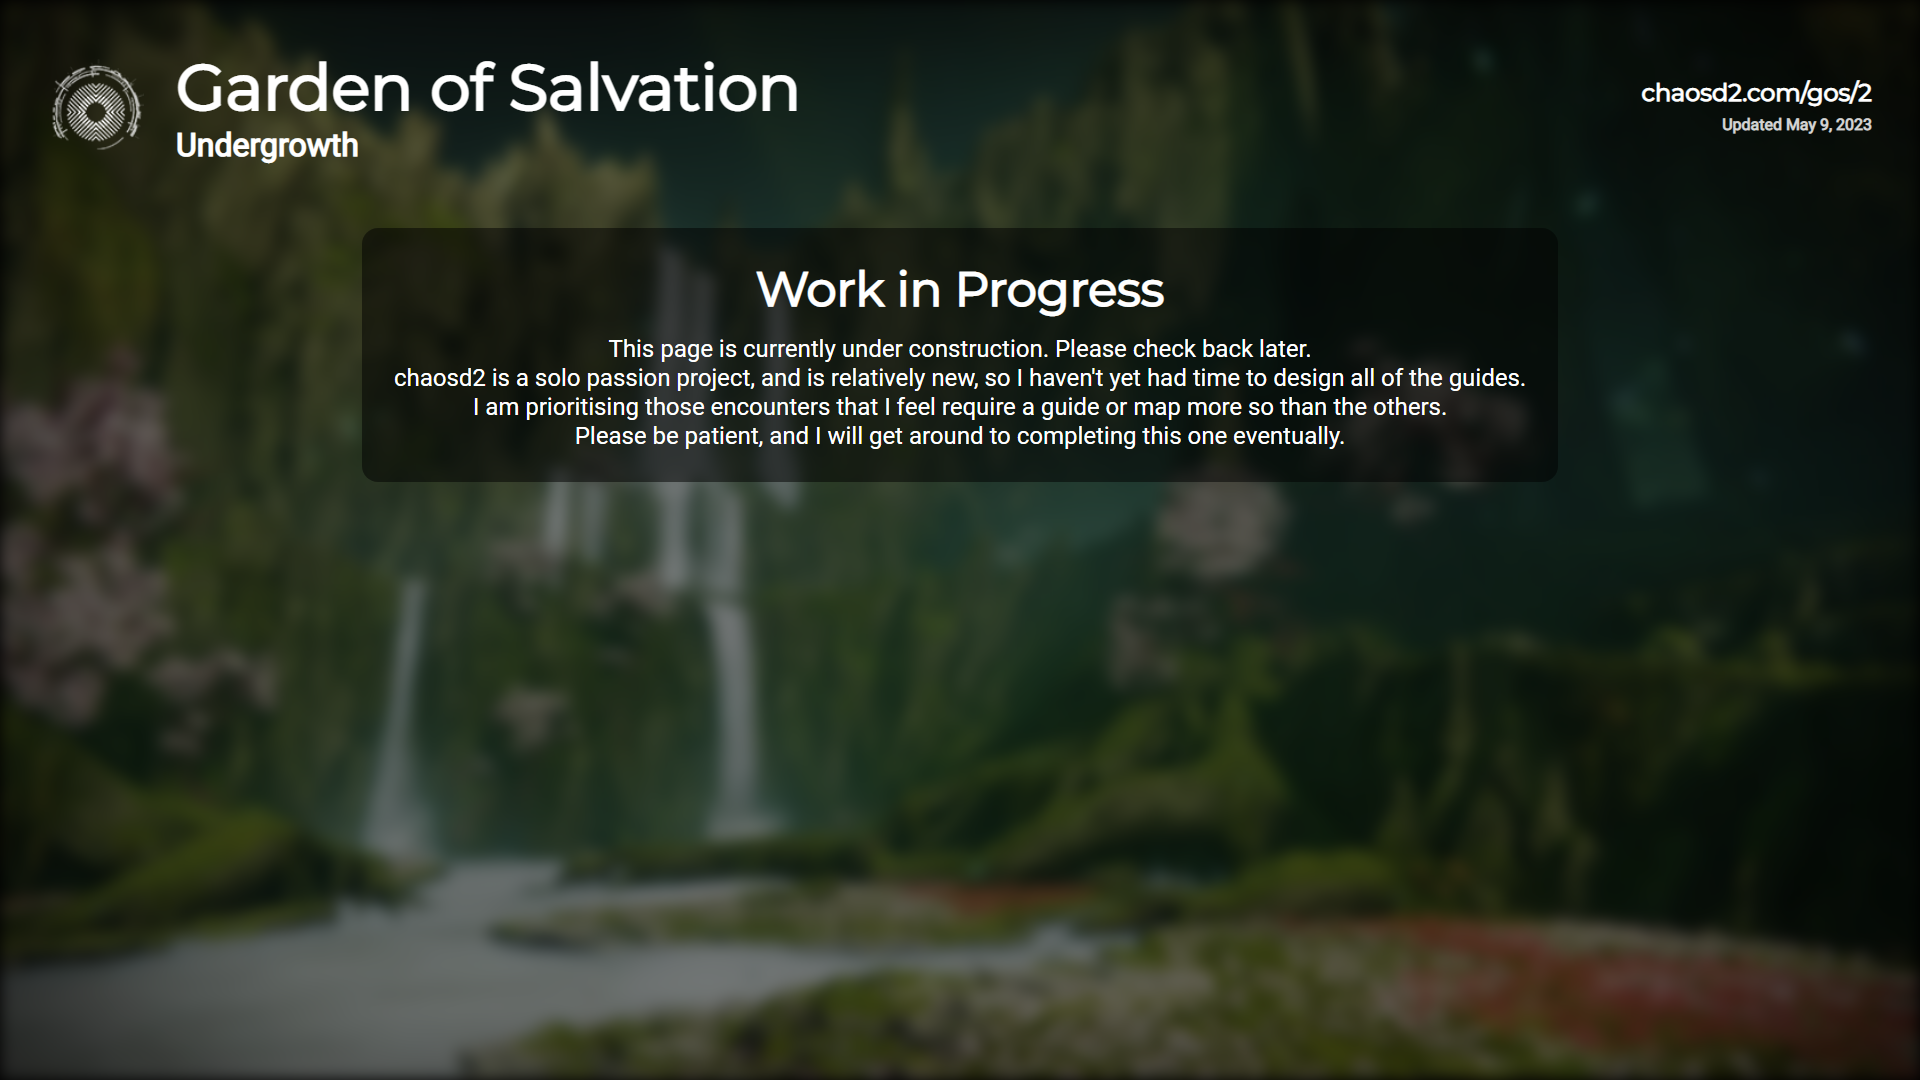 Garden of Salvation
Undergrowth
chaosd2.com/gos/2
Updated May 9, 2023
Work in Progress
This page is currently under construction. Please check back later.
chaosd2 is a solo passion project, and is relatively new, so I haven't yet had time to design all of the guides.
I am prioritising those encounters that I feel require a guide or map more so than the others.
Please be patient, and I will get around to completing this one eventually.